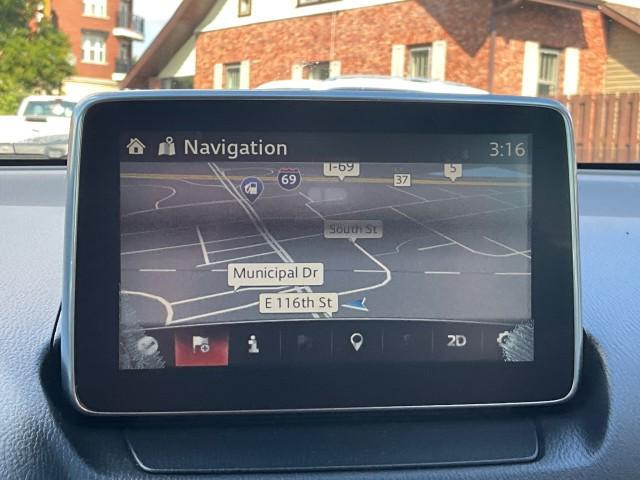 Navigation 3:16
I-69 5
69 37
South St
Municipal Dr
E 116th St
2D